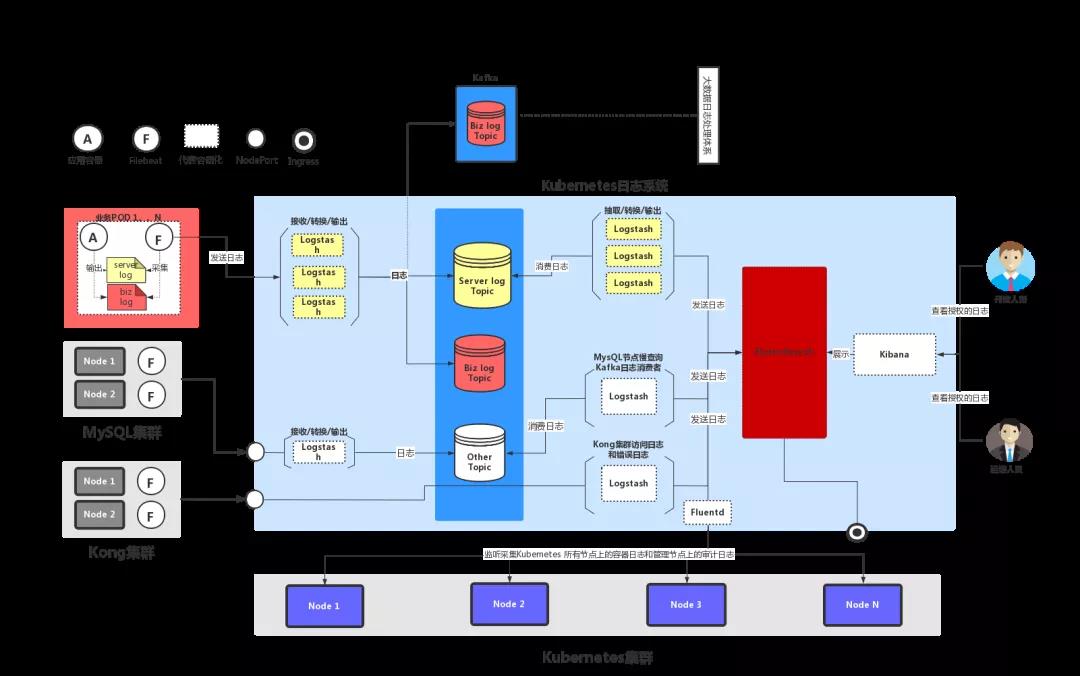 Kafka
Biz log
Topic
大数据日志处理体系
A
F
应用容器
Filebeat
代表容器化
NodePort
Ingress
Kubernetes日志系统
业务POD 1. . . N
A
F
输出
server
log
采集
biz
log
发送日志
接收/转换/输出
Logstas
h
Logstas
h
Logstas
h
日志
Server log
Topic
Biz log
Topic
Other
Topic
消费日志
抽取/转换/输出
Logstash
Logstash
Logstash
发送日志
MysQL节点慢查询
Kafka日志消费者
Logstash
发送日志
消费日志
发送日志
Kong集群访问日志
和错误日志
Logstash
Fluentd
展示
Kibana
查看授权的日志
查看授权的日志
开发人员
运维人员
Node 1
F
Node 2
F
MySQL集群
接收/转换/输出
Logstas
h
日志
Node 1
F
Node 2
F
Kong集群
监听采集Kubernetes 所有节点上的容器日志和管理节点上的审计日志
Node 1
Node 2
Node 3
Node N
Kubernetes集群